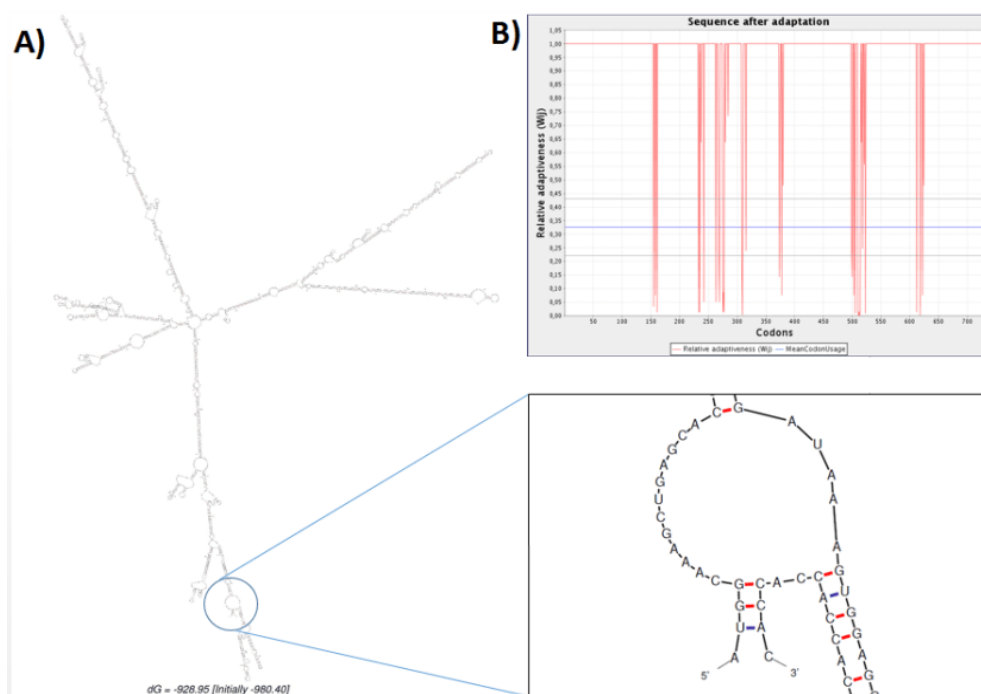 A)
dG = -928.95 [Initially -980.40]
B)
Sequence after adaptation
Relative adaptiveness (Wij)
1,05
1,00
0,95
0,90
0,85
0,80
0,75
0,70
0,65
0,60
0,55
0,50
0,45
0,40
0,35
0,30
0,25
0,20
0,15
0,10
0,05
0,00
50 100 150 200 250 300 350 400 450 500 550 600 650 700
Codons
Relative adaptiveness (Wij) MeanCodonUsage
C G A U A A A G U G G A G
C A C G A G U C G A A A C G G U A
C A C C A C C A C
C C A C
5' 3'